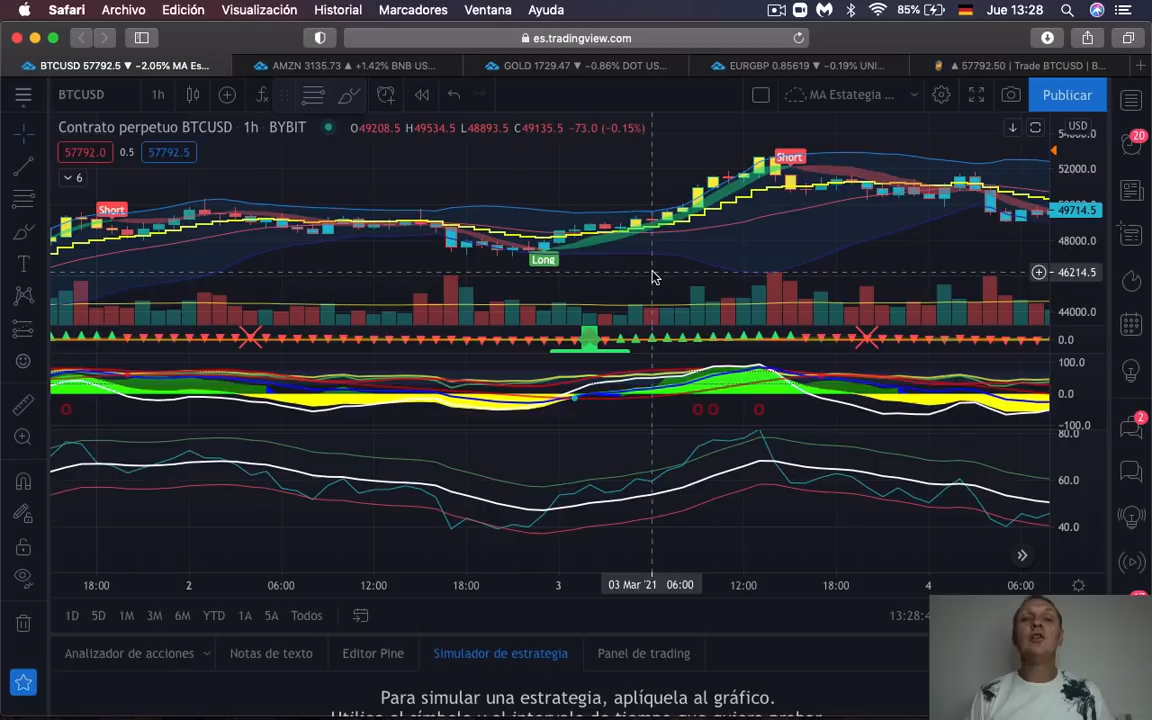 Safari Archivo Edición Visualización Historial Marcadores Ventana Ayuda 85% Jue 13:28
es.tradingview.com
BTCUSD 57792.5 ▼ −2.05% MA Es...
AMZN 3135.73 ▲ +1.42% BNB US...
GOLD 1729.47 ▼ −0.86% DOT US...
EURGBP 0.85619 ▼ −0.19% UNI...
▲ 57792.50 | Trade BTCUSD | B...
BTCUSD 1h MA Estategia ... Publicar
Contrato perpetuo BTCUSD · 1h · BYBIT O49208.5 H49534.5 L48893.5 C49135.5 −73.0 (−0.15%) USD
57792.0 0.5 57792.5
6
20
54000.0
52000.0
49714.5
48000.0
46214.5
44000.0
Short
Long
Short
0.0
100.0
0.0
−100.0
O O O O
80.0
60.0
40.0
2
18:00 2 06:00 12:00 18:00 3 03 Mar '21 06:00 12:00 18:00 4 06:00
1D 5D 1M 3M 6M YTD 1A 5A Todos 13:28:4
Analizador de acciones Notas de texto Editor Pine Simulador de estrategia Panel de trading
Para simular una estrategia, aplíquela al gráfico.